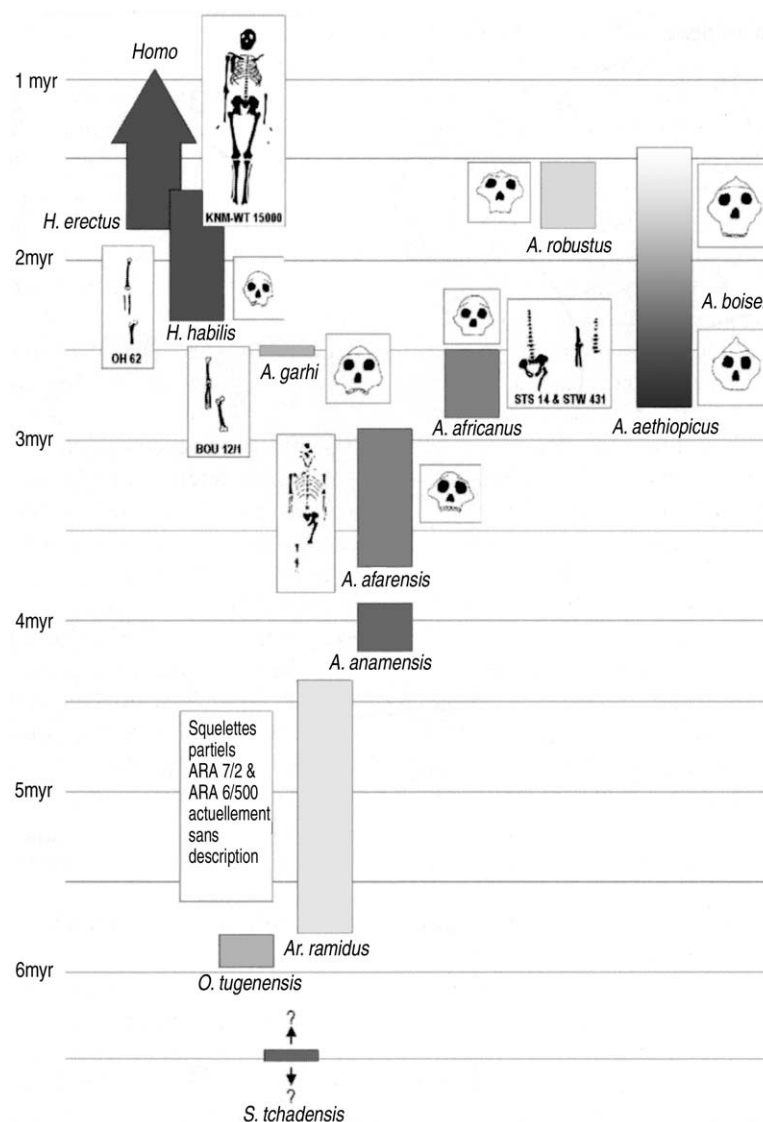 Homo
1 myr
KNM-WT 15000
H. erectus
A. robustus
2myr
A. boisei
OH 62
H. habilis
A. garhi
STS 14 & STW 431
BOU 12/1
A. africanus
A. aethiopicus
3myr
A. afarensis
4myr
A. anamensis
Squelettes
partiels
ARA 7/2 &
ARA 6/500
actuellement
sans
description
5myr
Ar. ramidus
6myr
O. tugenensis
?
?
S. tchadensis